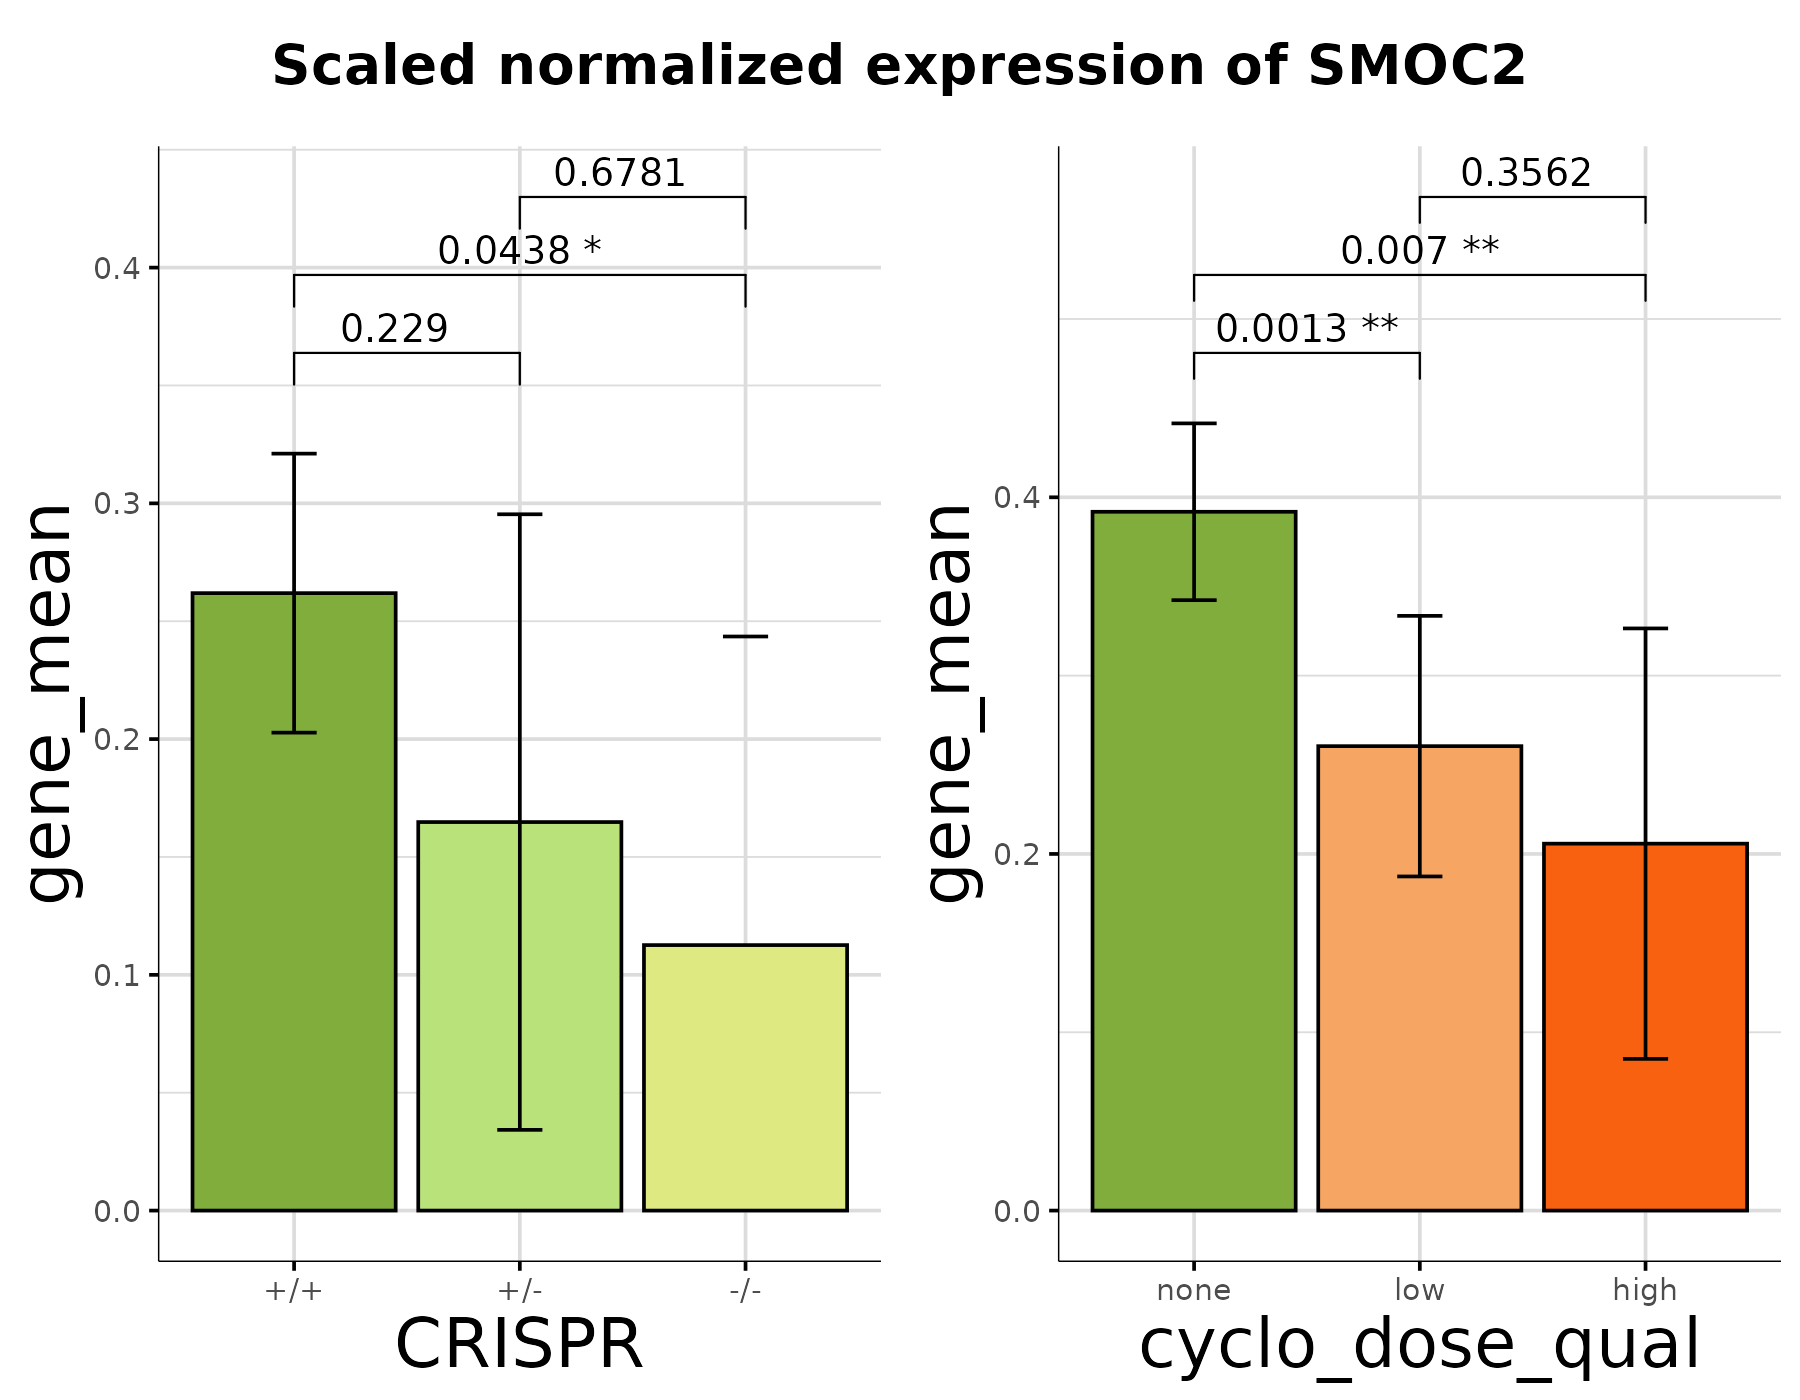 Scaled normalized expression of SMOC2
gene_mean
0.4
0.3
0.2
0.1
0.0
0.6781
0.0438 *
0.229
+/+ +/- -/-
CRISPR
gene_mean
0.4
0.2
0.0
0.3562
0.007 **
0.0013 **
none low high
cyclo_dose_qual